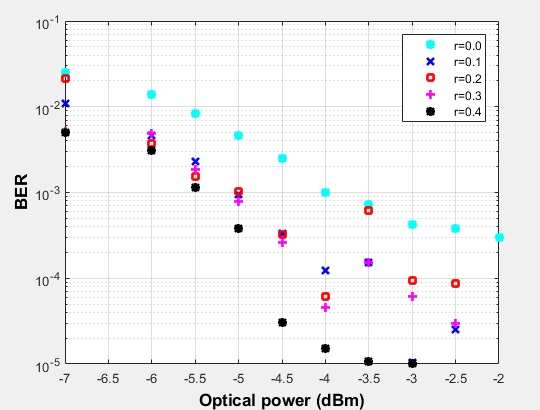 10^-1
10^-2
10^-3
10^-4
10^-5
BER
r=0.0
r=0.1
r=0.2
r=0.3
r=0.4
-7 -6.5 -6 -5.5 -5 -4.5 -4 -3.5 -3 -2.5 -2
Optical power (dBm)